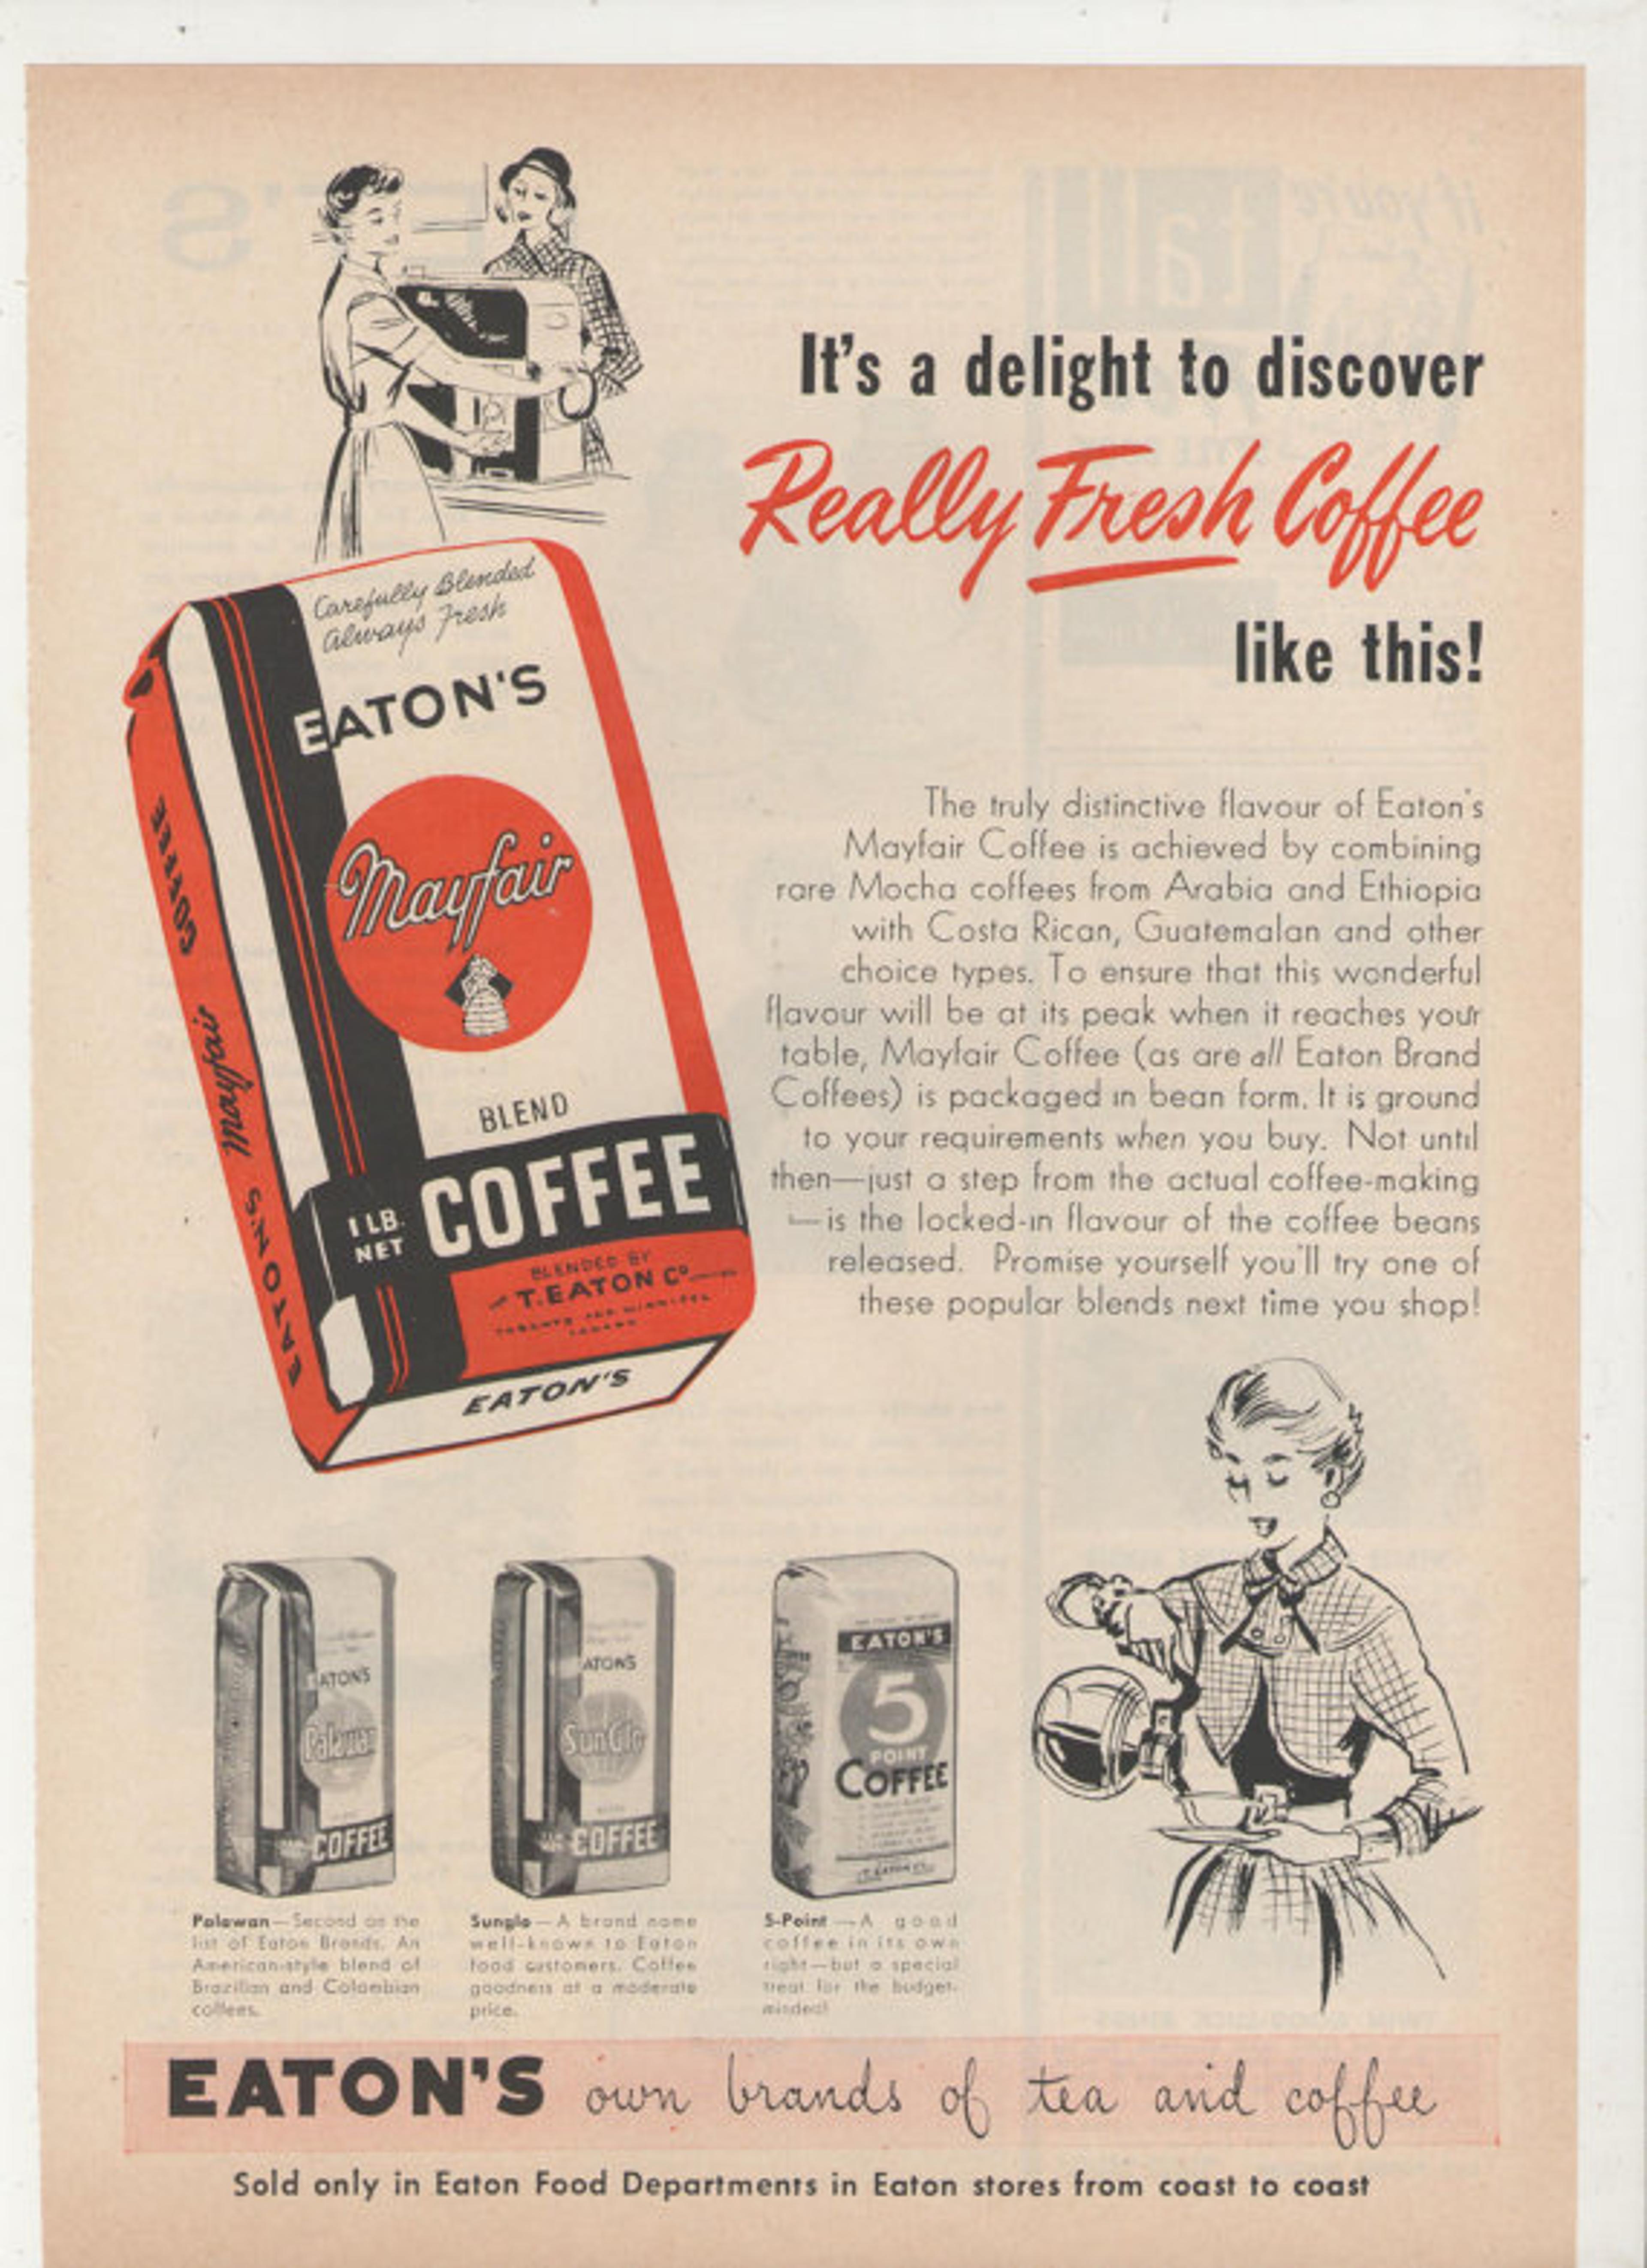 It's a delight to discover
Really Fresh Coffee
like this!
Carefully Blended
Always Fresh
EATON'S
Mayfair
BLEND
1 LB.
NET
COFFEE
BLENDED BY
T. EATON Co
TORONTO AND WINNIPEG
CANADA
EATON'S
EATON'S Mayfair COFFEE
The truly distinctive flavour of Eaton's
Mayfair Coffee is achieved by combining
rare Mocha coffees from Arabia and Ethiopia
with Costa Rican, Guatemalan and other
choice types. To ensure that this wonderful
flavour will be at its peak when it reaches your
table, Mayfair Coffee (as are all Eaton Brand
Coffees) is packaged in bean form. It is ground
to your requirements when you buy. Not until
then—just a step from the actual coffee-making
—is the locked-in flavour of the coffee beans
released. Promise yourself you'll try one of
these popular blends next time you shop!
EATON'S
Palawan
COFFEE
EATON'S
SunGlo
COFFEE
EATON'S
5
POINT
COFFEE
T. EATON Co
Palawan—Second on the
list of Eaton Brands. An
American-style blend of
Brazilian and Colombian
coffees.
Sunglo—A brand name
well-known to Eaton
food customers. Coffee
goodness at a moderate
price.
5-Point—A good
coffee in its own
right—but a special
treat for the budget-
minded!
EATON'S own brands of tea and coffee
Sold only in Eaton Food Departments in Eaton stores from coast to coast